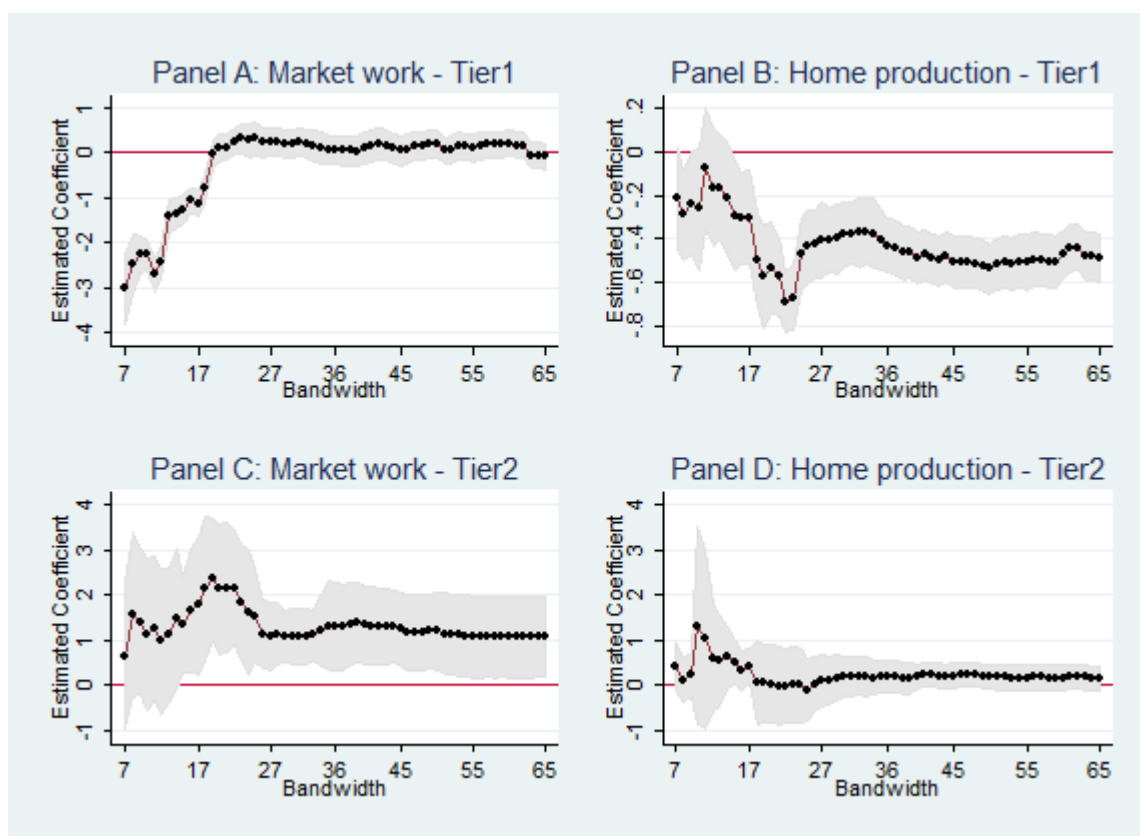 Panel A: Market work - Tier1
Estimated Coefficient
1
0
-1
-2
-3
-4
7 17 27 36 45 55 65
Bandwidth
Panel B: Home production - Tier1
Estimated Coefficient
.2
0
-.2
-.4
-.6
-.8
7 17 27 36 45 55 65
Bandwidth
Panel C: Market work - Tier2
Estimated Coefficient
4
3
2
1
0
-1
7 17 27 36 45 55 65
Bandwidth
Panel D: Home production - Tier2
Estimated Coefficient
4
3
2
1
0
-1
7 17 27 36 45 55 65
Bandwidth